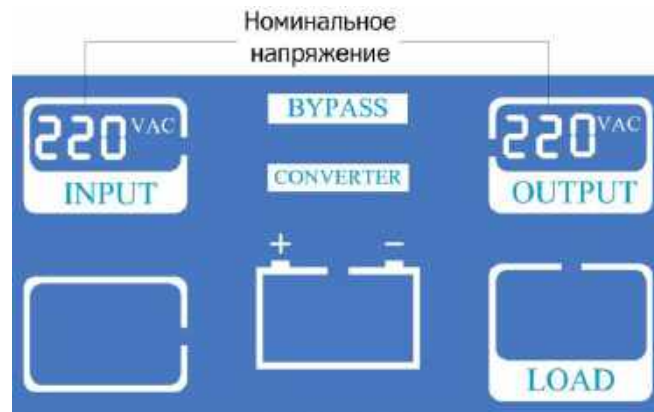 Номинальное
напряжение
220 VAC
INPUT
BYPASS
CONVERTER
220 VAC
OUTPUT
+ −
LOAD